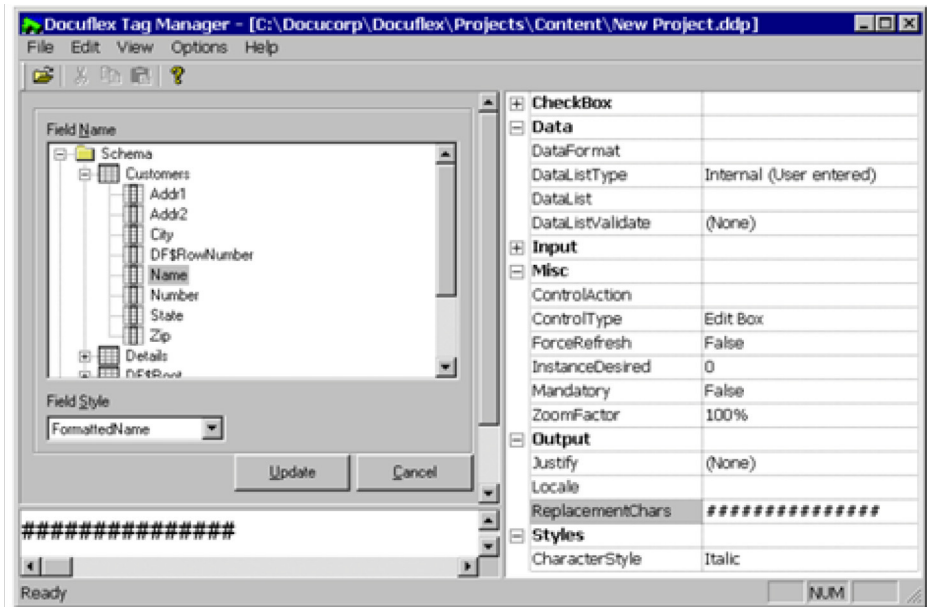 Docuflex Tag Manager - [C:\Docucorp\Docuflex\Projects\Content\New Project.ddp]
File Edit View Options Help
Field Name
Schema
Customers
Addr1
Addr2
City
DF$RowNumber
Name
Number
State
Zip
Details
DF$Root
Field Style
FormattedName
Update Cancel
###############
CheckBox
Data
DataFormat
DataListType Internal (User entered)
DataList
DataListValidate (None)
Input
Misc
ControlAction
ControlType Edit Box
ForceRefresh False
InstanceDesired 0
Mandatory False
ZoomFactor 100%
Output
Justify (None)
Locale
ReplacementChars ###############
Styles
CharacterStyle Italic
Ready NUM